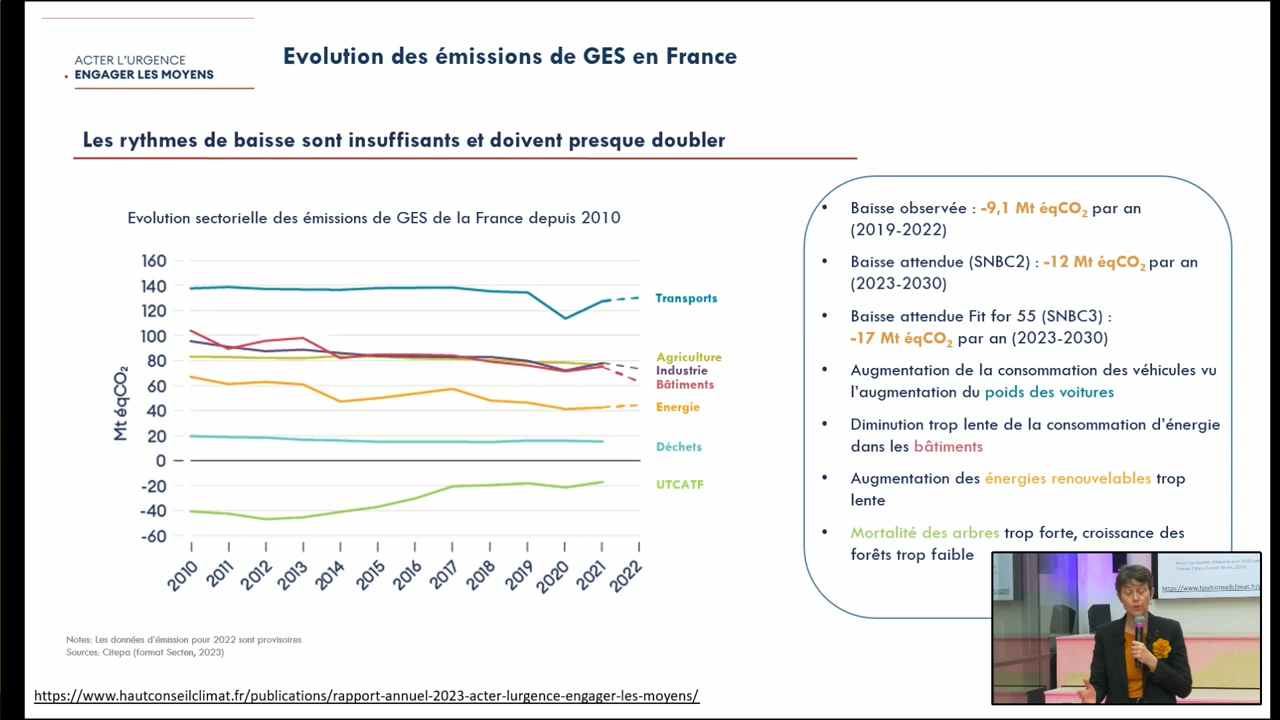 ACTER L'URGENCE
ENGAGER LES MOYENS
Evolution des émissions de GES en France
Les rythmes de baisse sont insuffisants et doivent presque doubler
Evolution sectorielle des émissions de GES de la France depuis 2010
Mt éqCO₂
160
140
120
100
80
60
40
20
0
-20
-40
-60
2010
2011
2012
2013
2014
2015
2016
2017
2018
2019
2020
2021
2022
Transports
Agriculture
Industrie
Bâtiments
Energie
Déchets
UTCATF
• Baisse observée : -9,1 Mt éqCO₂ par an
(2019-2022)
• Baisse attendue (SNBC2) : -12 Mt éqCO₂ par an
(2023-2030)
• Baisse attendue Fit for 55 (SNBC3) :
-17 Mt éqCO₂ par an (2023-2030)
• Augmentation de la consommation des véhicules vu
l'augmentation du poids des voitures
• Diminution trop lente de la consommation d'énergie
dans les bâtiments
• Augmentation des énergies renouvelables trop
lente
• Mortalité des arbres trop forte, croissance des
forêts trop faible
Notes: Les données d'émission pour 2022 sont provisoires
Sources: Citepa (format Secten, 2023)
https://www.hautconseilclimat.fr/publications/rapport-annuel-2023-acter-lurgence-engager-les-moyens/
https://www.hautconseilclimat.fr/